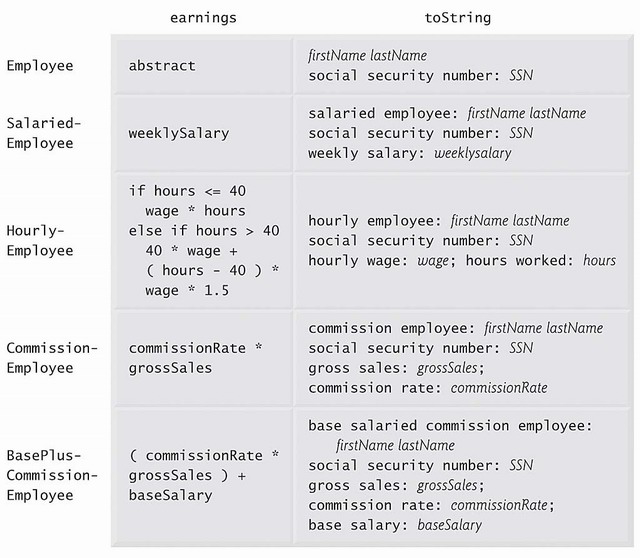 earnings toString
Employee
abstract
firstName lastName
social security number: SSN
Salaried-
Employee
weeklySalary
salaried employee: firstName lastName
social security number: SSN
weekly salary: weeklysalary
Hourly-
Employee
if hours <= 40
wage * hours
else if hours > 40
40 * wage +
( hours - 40 ) *
wage * 1.5
hourly employee: firstName lastName
social security number: SSN
hourly wage: wage; hours worked: hours
Commission-
Employee
commissionRate *
grossSales
commission employee: firstName lastName
social security number: SSN
gross sales: grossSales;
commission rate: commissionRate
BasePlus-
Commission-
Employee
( commissionRate *
grossSales ) +
baseSalary
base salaried commission employee:
firstName lastName
social security number: SSN
gross sales: grossSales;
commission rate: commissionRate;
base salary: baseSalary